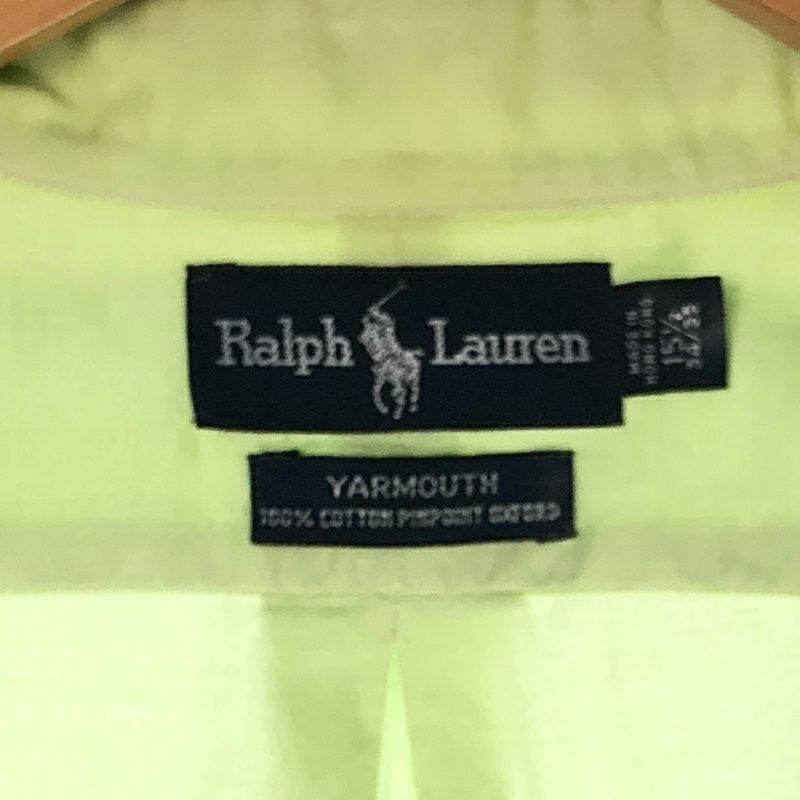 Ralph Lauren
MADE IN
HONG KONG
15½
34/35
YARMOUTH
100% COTTON PINPOINT OXFORD